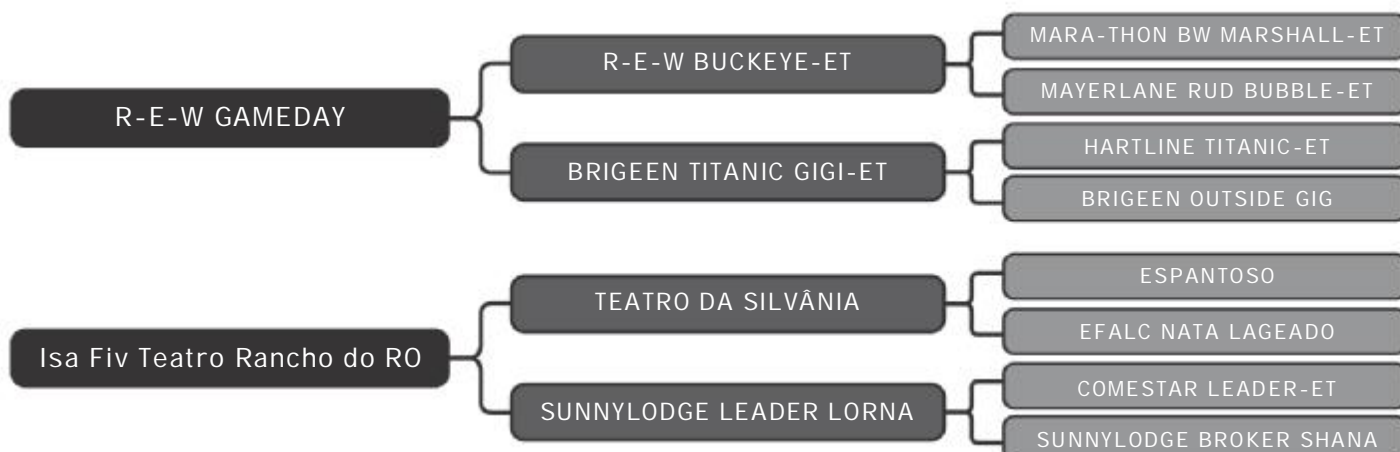 R-E-W GAMEDAY
R-E-W BUCKEYE-ET
MARA-THON BW MARSHALL-ET
MAYERLANE RUD BUBBLE-ET
BRIGEEN TITANIC GIGI-ET
HARTLINE TITANIC-ET
BRIGEEN OUTSIDE GIG
Isa Fiv Teatro Rancho do RO
TEATRO DA SILVÂNIA
ESPANTOSO
EFALC NATA LAGEADO
SUNNYLODGE LEADER LORNA
COMESTAR LEADER-ET
SUNNYLODGE BROKER SHANA